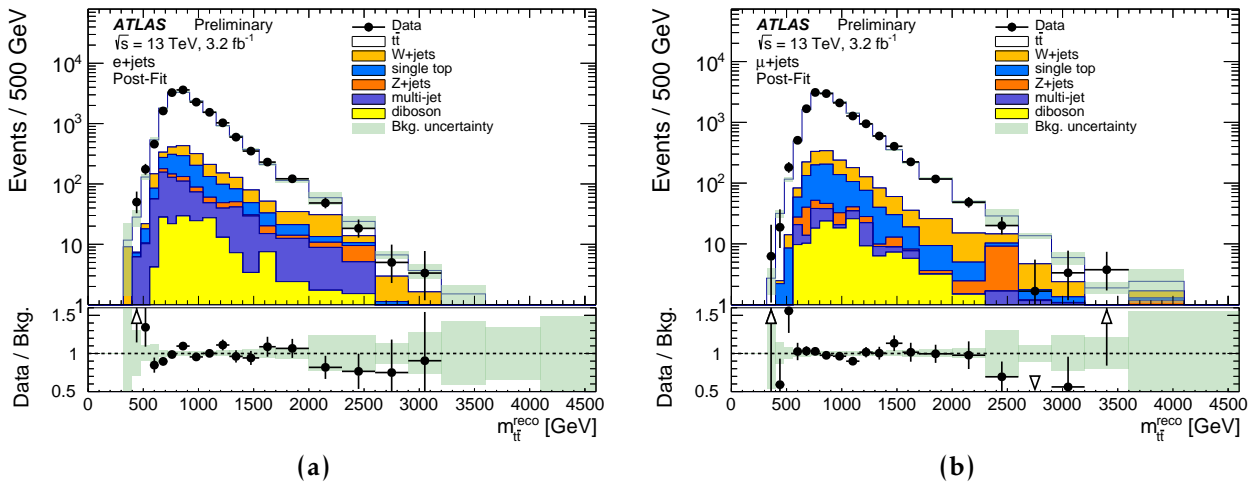 ATLAS Preliminary
√s = 13 TeV, 3.2 fb⁻¹
e+jets
Post-Fit
Data
tt̄
W+jets
single top
Z+jets
multi-jet
diboson
Bkg. uncertainty
Events / 500 GeV
10⁴
10³
10²
10
1
Data / Bkg.
1.5
1
0.5
0 500 1000 1500 2000 2500 3000 3500 4000 4500
m_tt̄^reco [GeV]
(a)
ATLAS Preliminary
√s = 13 TeV, 3.2 fb⁻¹
μ+jets
Post-Fit
Data
tt̄
W+jets
single top
Z+jets
multi-jet
diboson
Bkg. uncertainty
Events / 500 GeV
10⁴
10³
10²
10
1
Data / Bkg.
1.5
1
0.5
0 500 1000 1500 2000 2500 3000 3500 4000 4500
m_tt̄^reco [GeV]
(b)